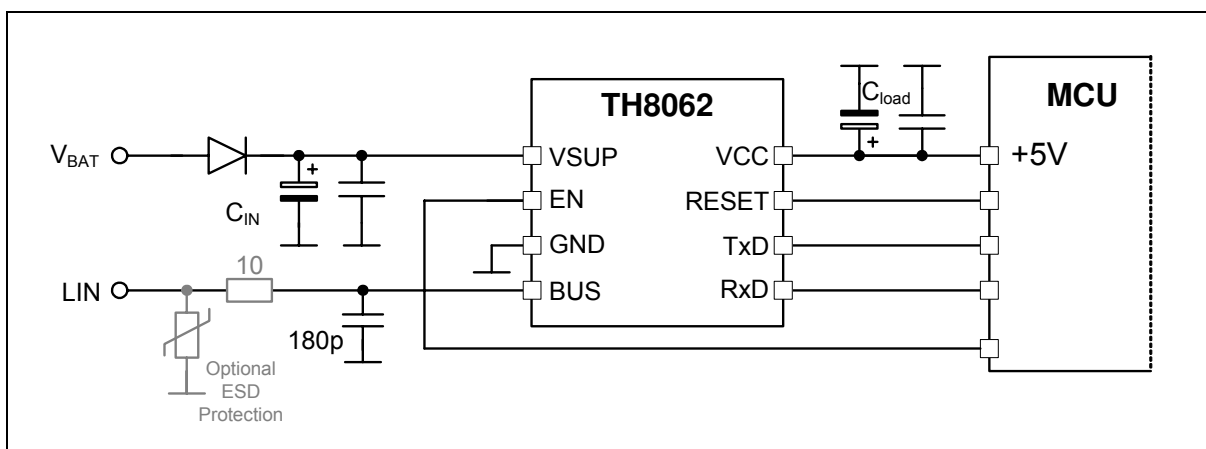 TH8062
MCU
C_load
V_BAT
+
VSUP
VCC
+
+5V
C_IN
EN
RESET
GND
TxD
10
LIN
BUS
RxD
180p
Optional
ESD
Protection